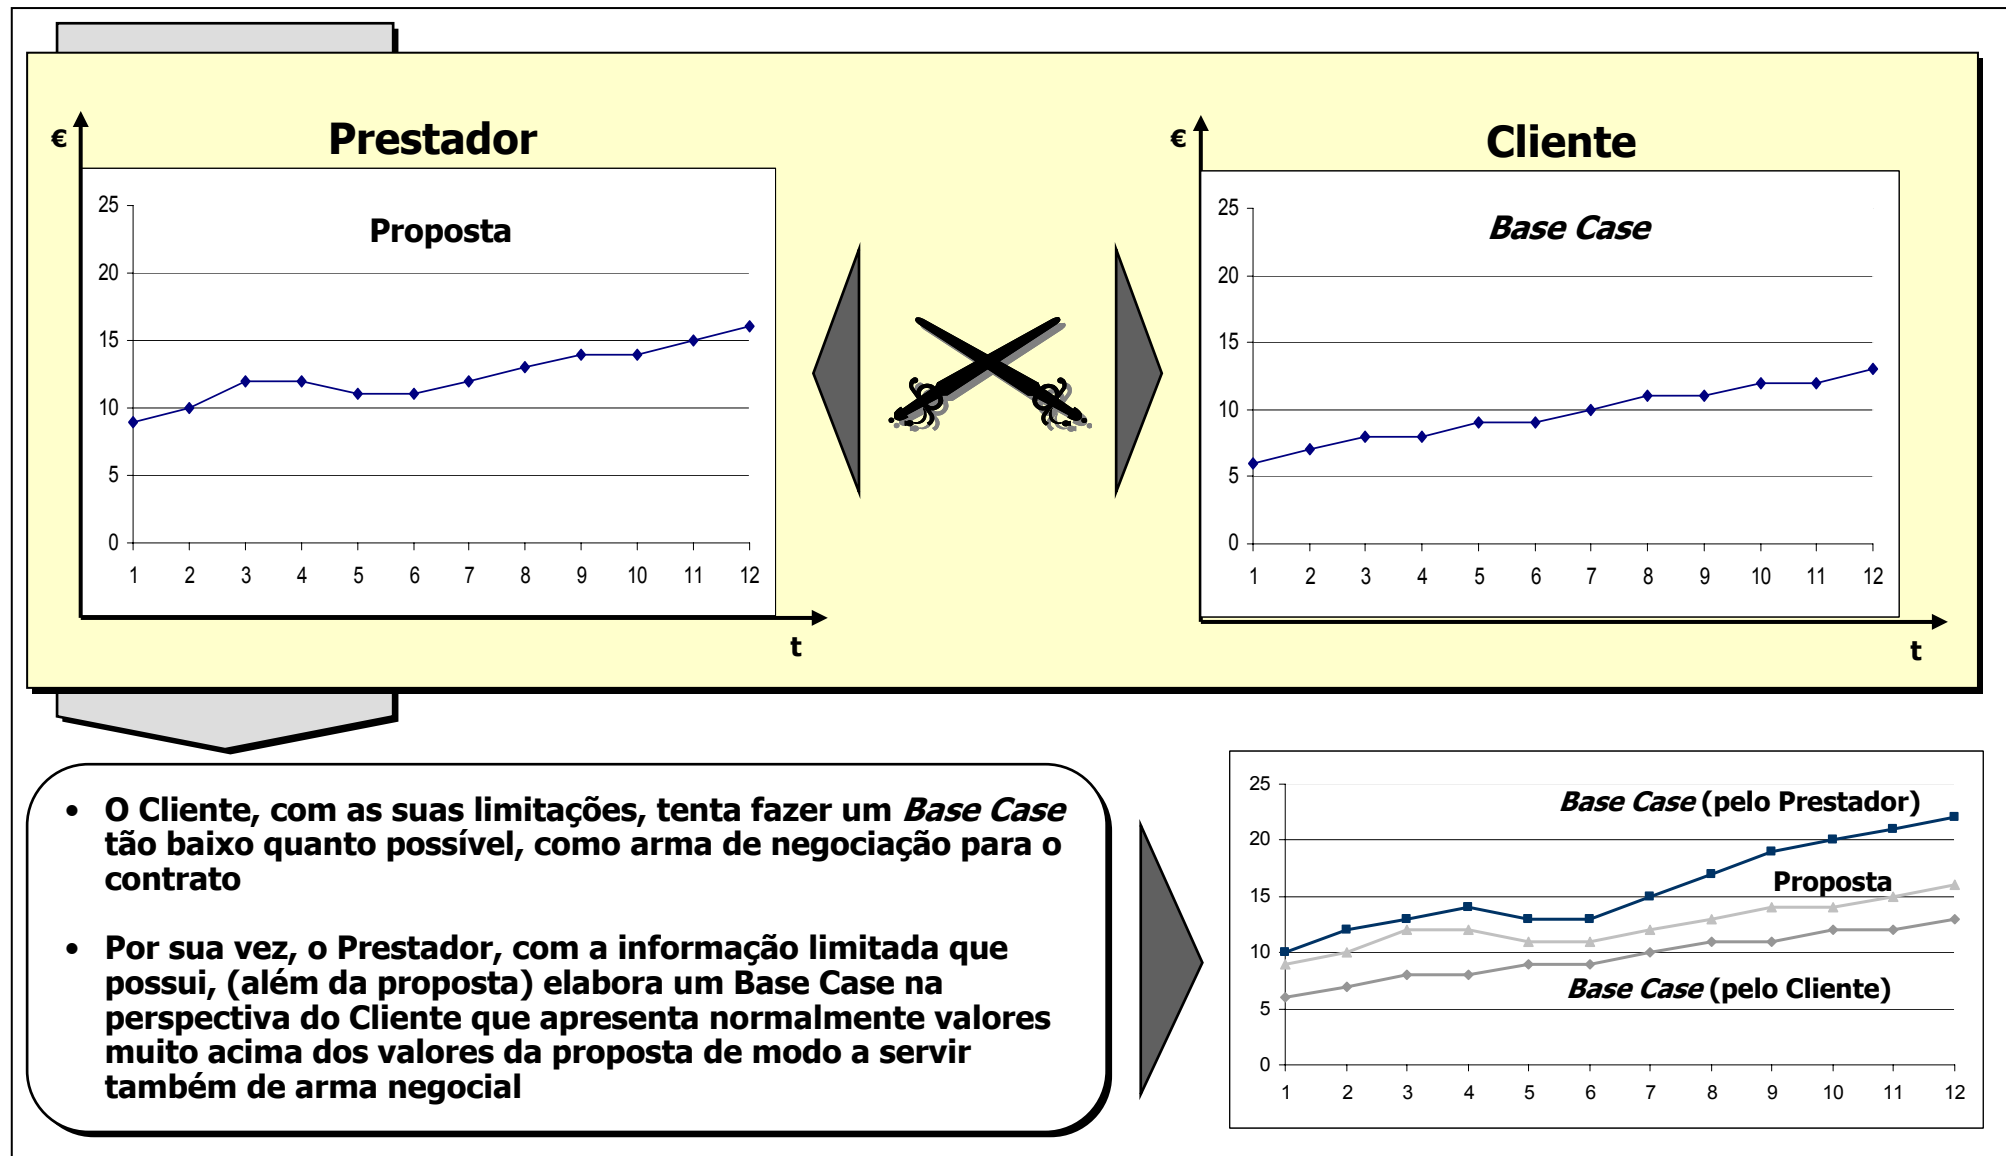 €
Prestador
Proposta
25
20
15
10
5
0
1 2 3 4 5 6 7 8 9 10 11 12
t
€
Cliente
Base Case
25
20
15
10
5
0
1 2 3 4 5 6 7 8 9 10 11 12
t
• O Cliente, com as suas limitações, tenta fazer um Base Case
tão baixo quanto possível, como arma de negociação para o
contrato
• Por sua vez, o Prestador, com a informação limitada que
possui, (além da proposta) elabora um Base Case na
perspectiva do Cliente que apresenta normalmente valores
muito acima dos valores da proposta de modo a servir
também de arma negocial
25
Base Case (pelo Prestador)
20
Proposta
15
10
Base Case (pelo Cliente)
5
0
1 2 3 4 5 6 7 8 9 10 11 12